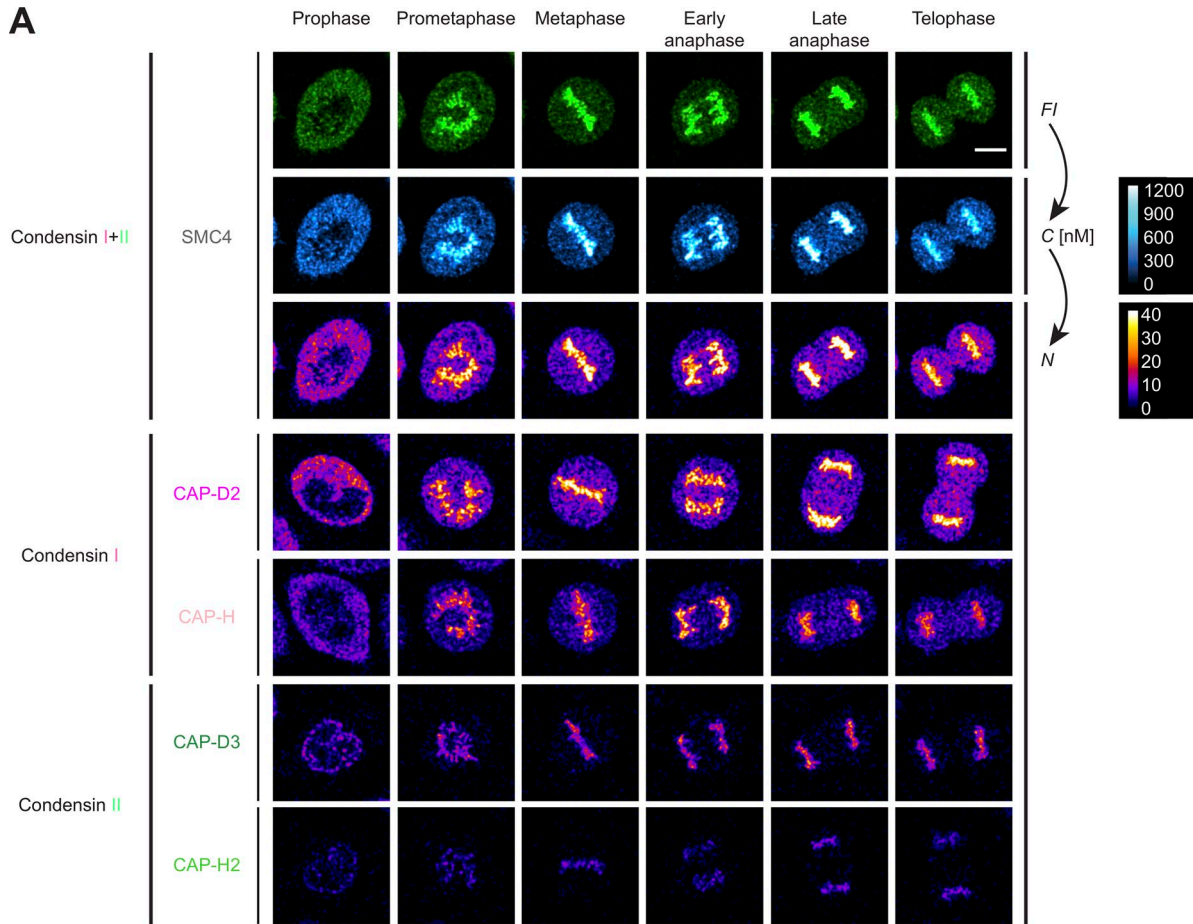 A
Prophase
Prometaphase
Metaphase
Early
anaphase
Late
anaphase
Telophase
FI
Condensin I+II
SMC4
C [nM]
1200
900
600
300
0
N
40
30
20
10
0
CAP-D2
Condensin I
CAP-H
CAP-D3
Condensin II
CAP-H2